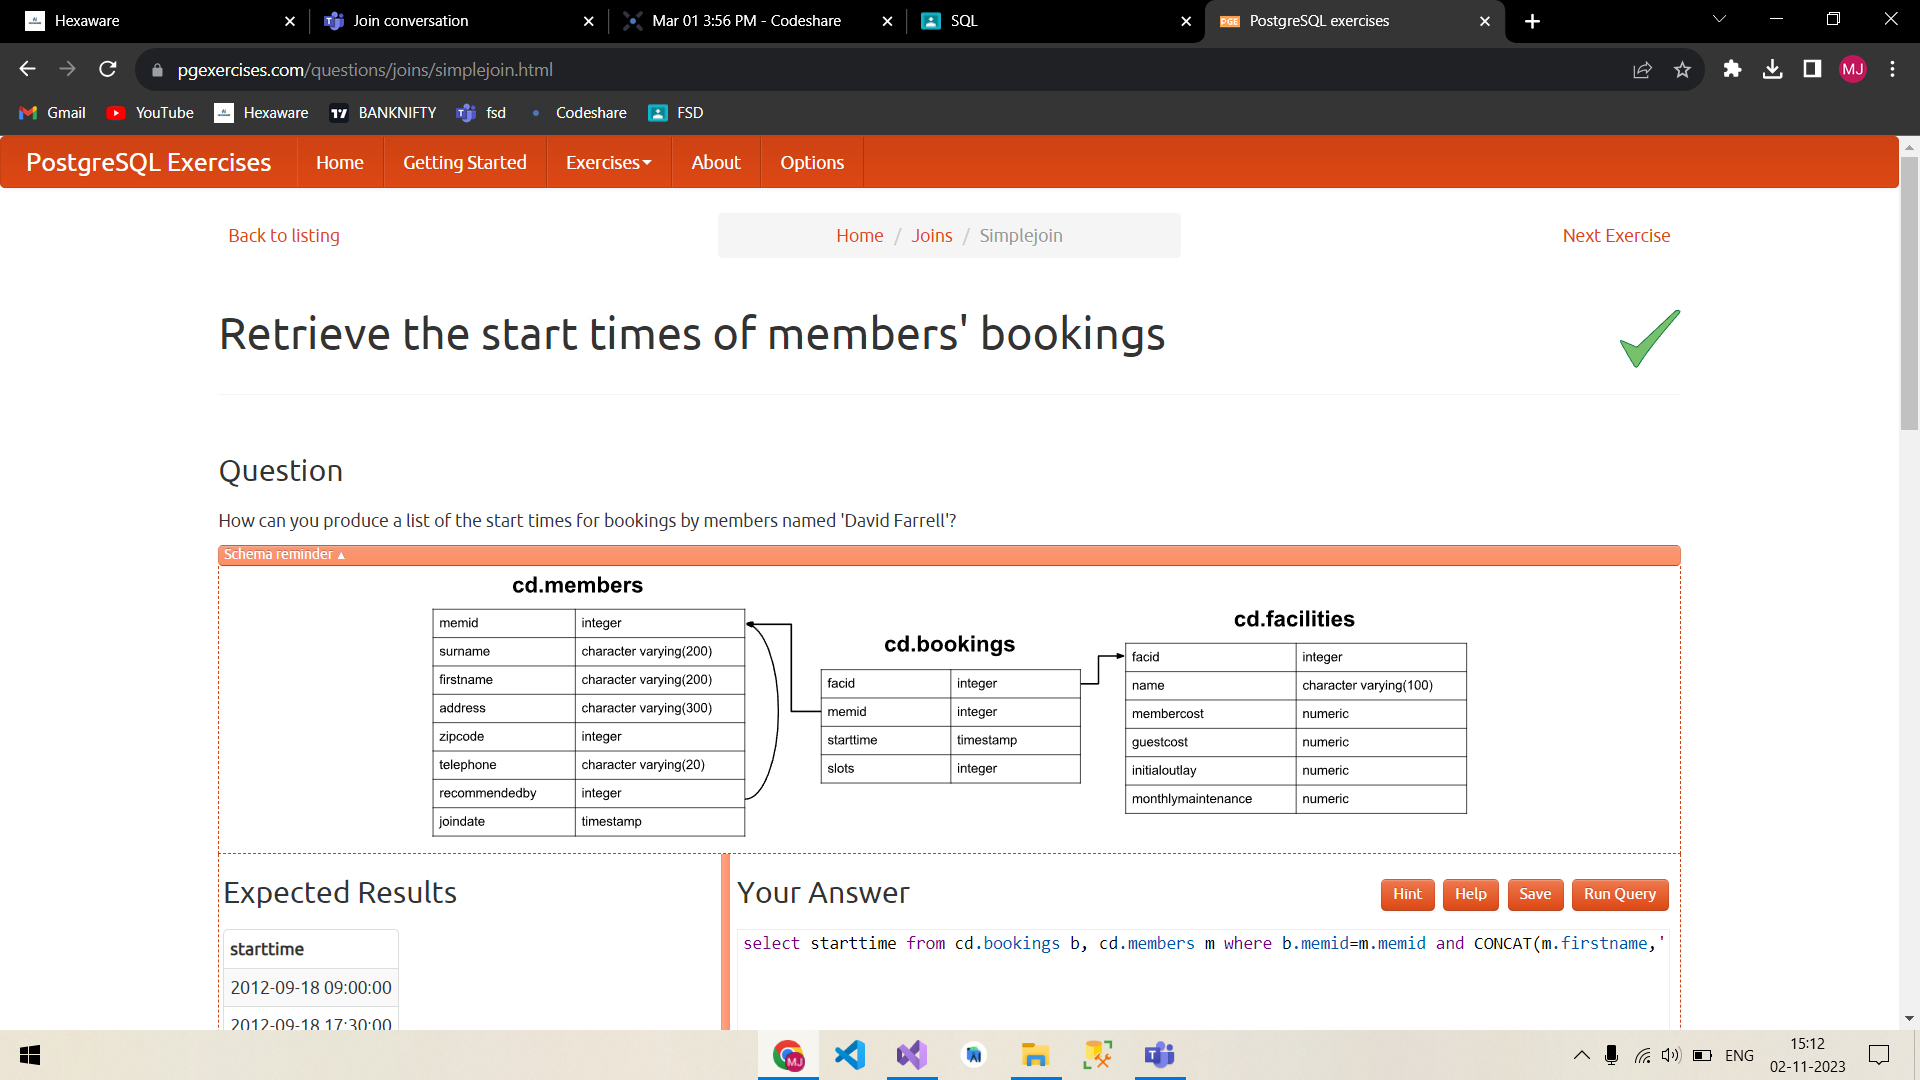 Hexaware
Join conversation
Mar 01 3:56 PM - Codeshare
SQL
PGE PostgreSQL exercises
pgexercises.com/questions/joins/simplejoin.html
MJ
Gmail
YouTube
Hexaware
BANKNIFTY
fsd
Codeshare
FSD
PostgreSQL Exercises
Home
Getting Started
Exercises
About
Options
Back to listing
Home / Joins / Simplejoin
Next Exercise
Retrieve the start times of members' bookings
Question
How can you produce a list of the start times for bookings by members named 'David Farrell'?
Schema reminder ▲
cd.members
memid integer
surname character varying(200)
firstname character varying(200)
address character varying(300)
zipcode integer
telephone character varying(20)
recommendedby integer
joindate timestamp
cd.bookings
facid integer
memid integer
starttime timestamp
slots integer
cd.facilities
facid integer
name character varying(100)
membercost numeric
guestcost numeric
initialoutlay numeric
monthlymaintenance numeric
Expected Results
starttime
2012-09-18 09:00:00
2012-09-18 17:30:00
Your Answer
Hint
Help
Save
Run Query
select starttime from cd.bookings b, cd.members m where b.memid=m.memid and CONCAT(m.firstname,'
MJ
ENG
15:12
02-11-2023